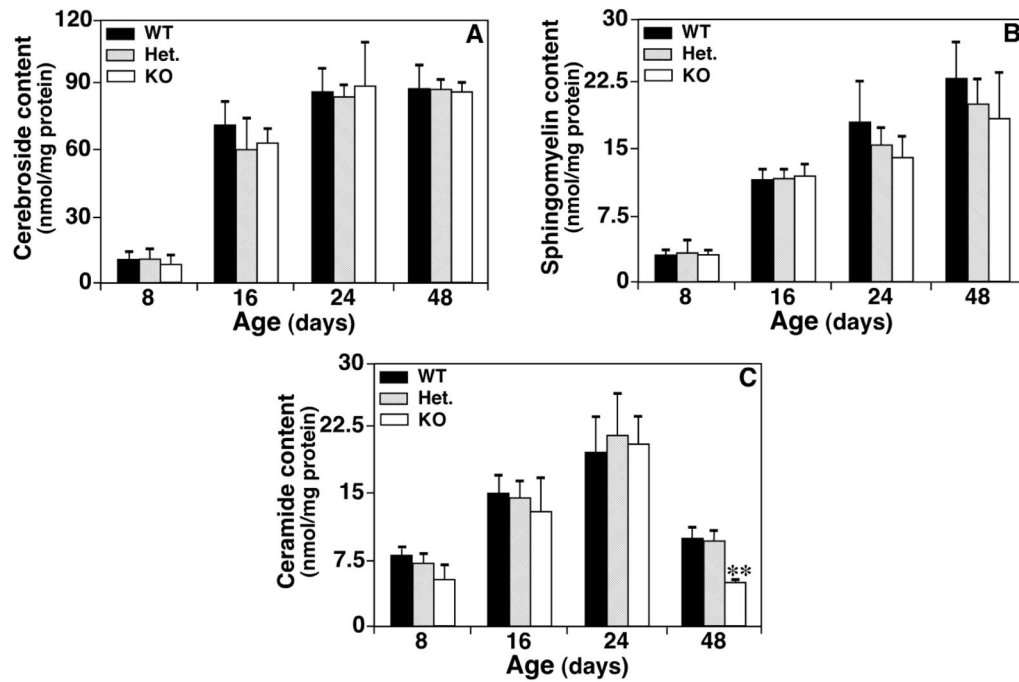 A
WT
Het.
KO
Cerebroside content
(nmol/mg protein)
120
90
60
30
0
8 16 24 48
Age (days)
B
WT
Het.
KO
Sphingomyelin content
(nmol/mg protein)
30
22.5
15
7.5
0
8 16 24 48
Age (days)
C
WT
Het.
KO
Ceramide content
(nmol/mg protein)
30
22.5
15
7.5
0
**
8 16 24 48
Age (days)